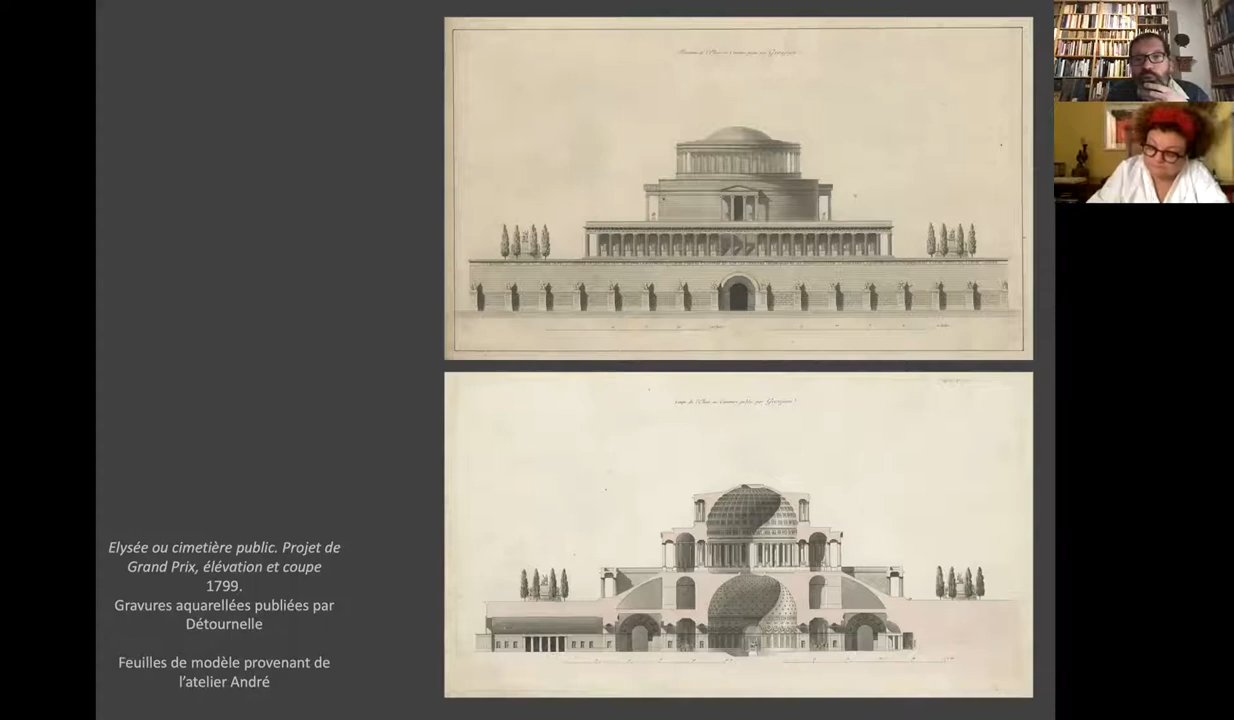 Elysée ou cimetière public. Projet de
Grand Prix, élévation et coupe
1799.
Gravures aquarellées publiées par
Détournelle
Feuilles de modèle provenant de
l'atelier André